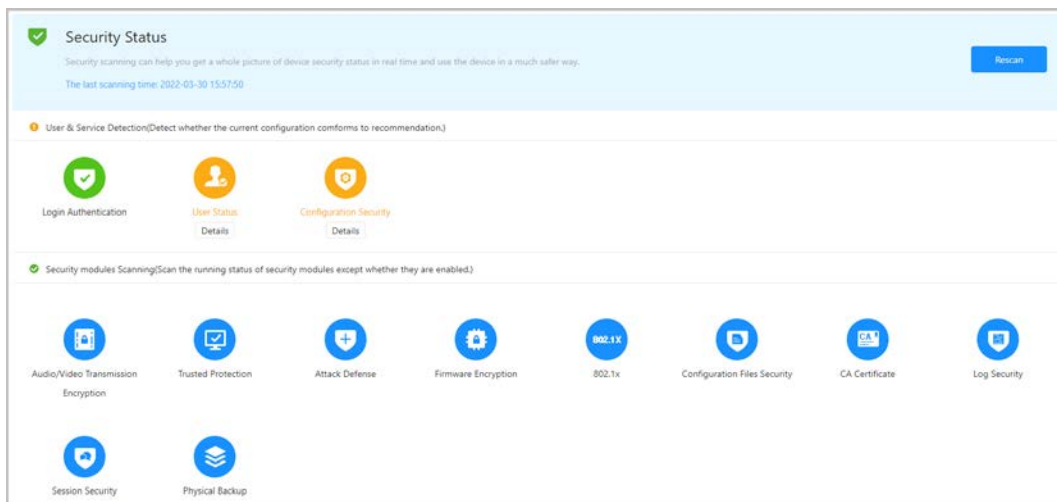 Security Status
Security scanning can help you get a whole picture of device security status in real time and use the device in a much safer way.
Rescan
The last scanning time: 2022-03-30 15:57:50
User & Service Detection(Detect whether the current configuration comforms to recommendation.)
Login Authentication
User Status
Configuration Security
Details
Details
Security modules Scanning(Scan the running status of security modules except whether they are enabled.)
802.1X
CA
Audio/Video Transmission
Encryption
Trusted Protection
Attack Defense
Firmware Encryption
802.1x
Configuration Files Security
CA Certificate
Log Security
Session Security
Physical Backup